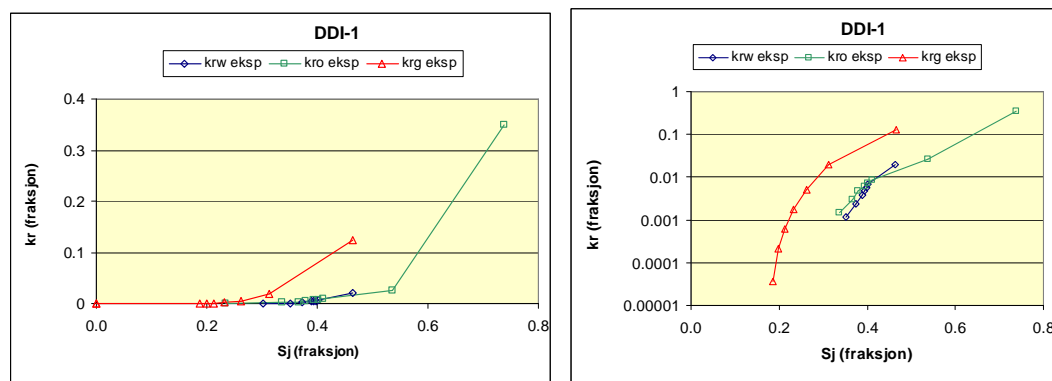 DDI-1
krw eksp kro eksp krg eksp
kr (fraksjon)
0.4
0.3
0.2
0.1
0
0.0 0.2 0.4 0.6 0.8
Sj (fraksjon)
DDI-1
krw eksp kro eksp krg eksp
kr (fraksjon)
1
0.1
0.01
0.001
0.0001
0.00001
0.0 0.2 0.4 0.6 0.8
Sj (fraksjon)